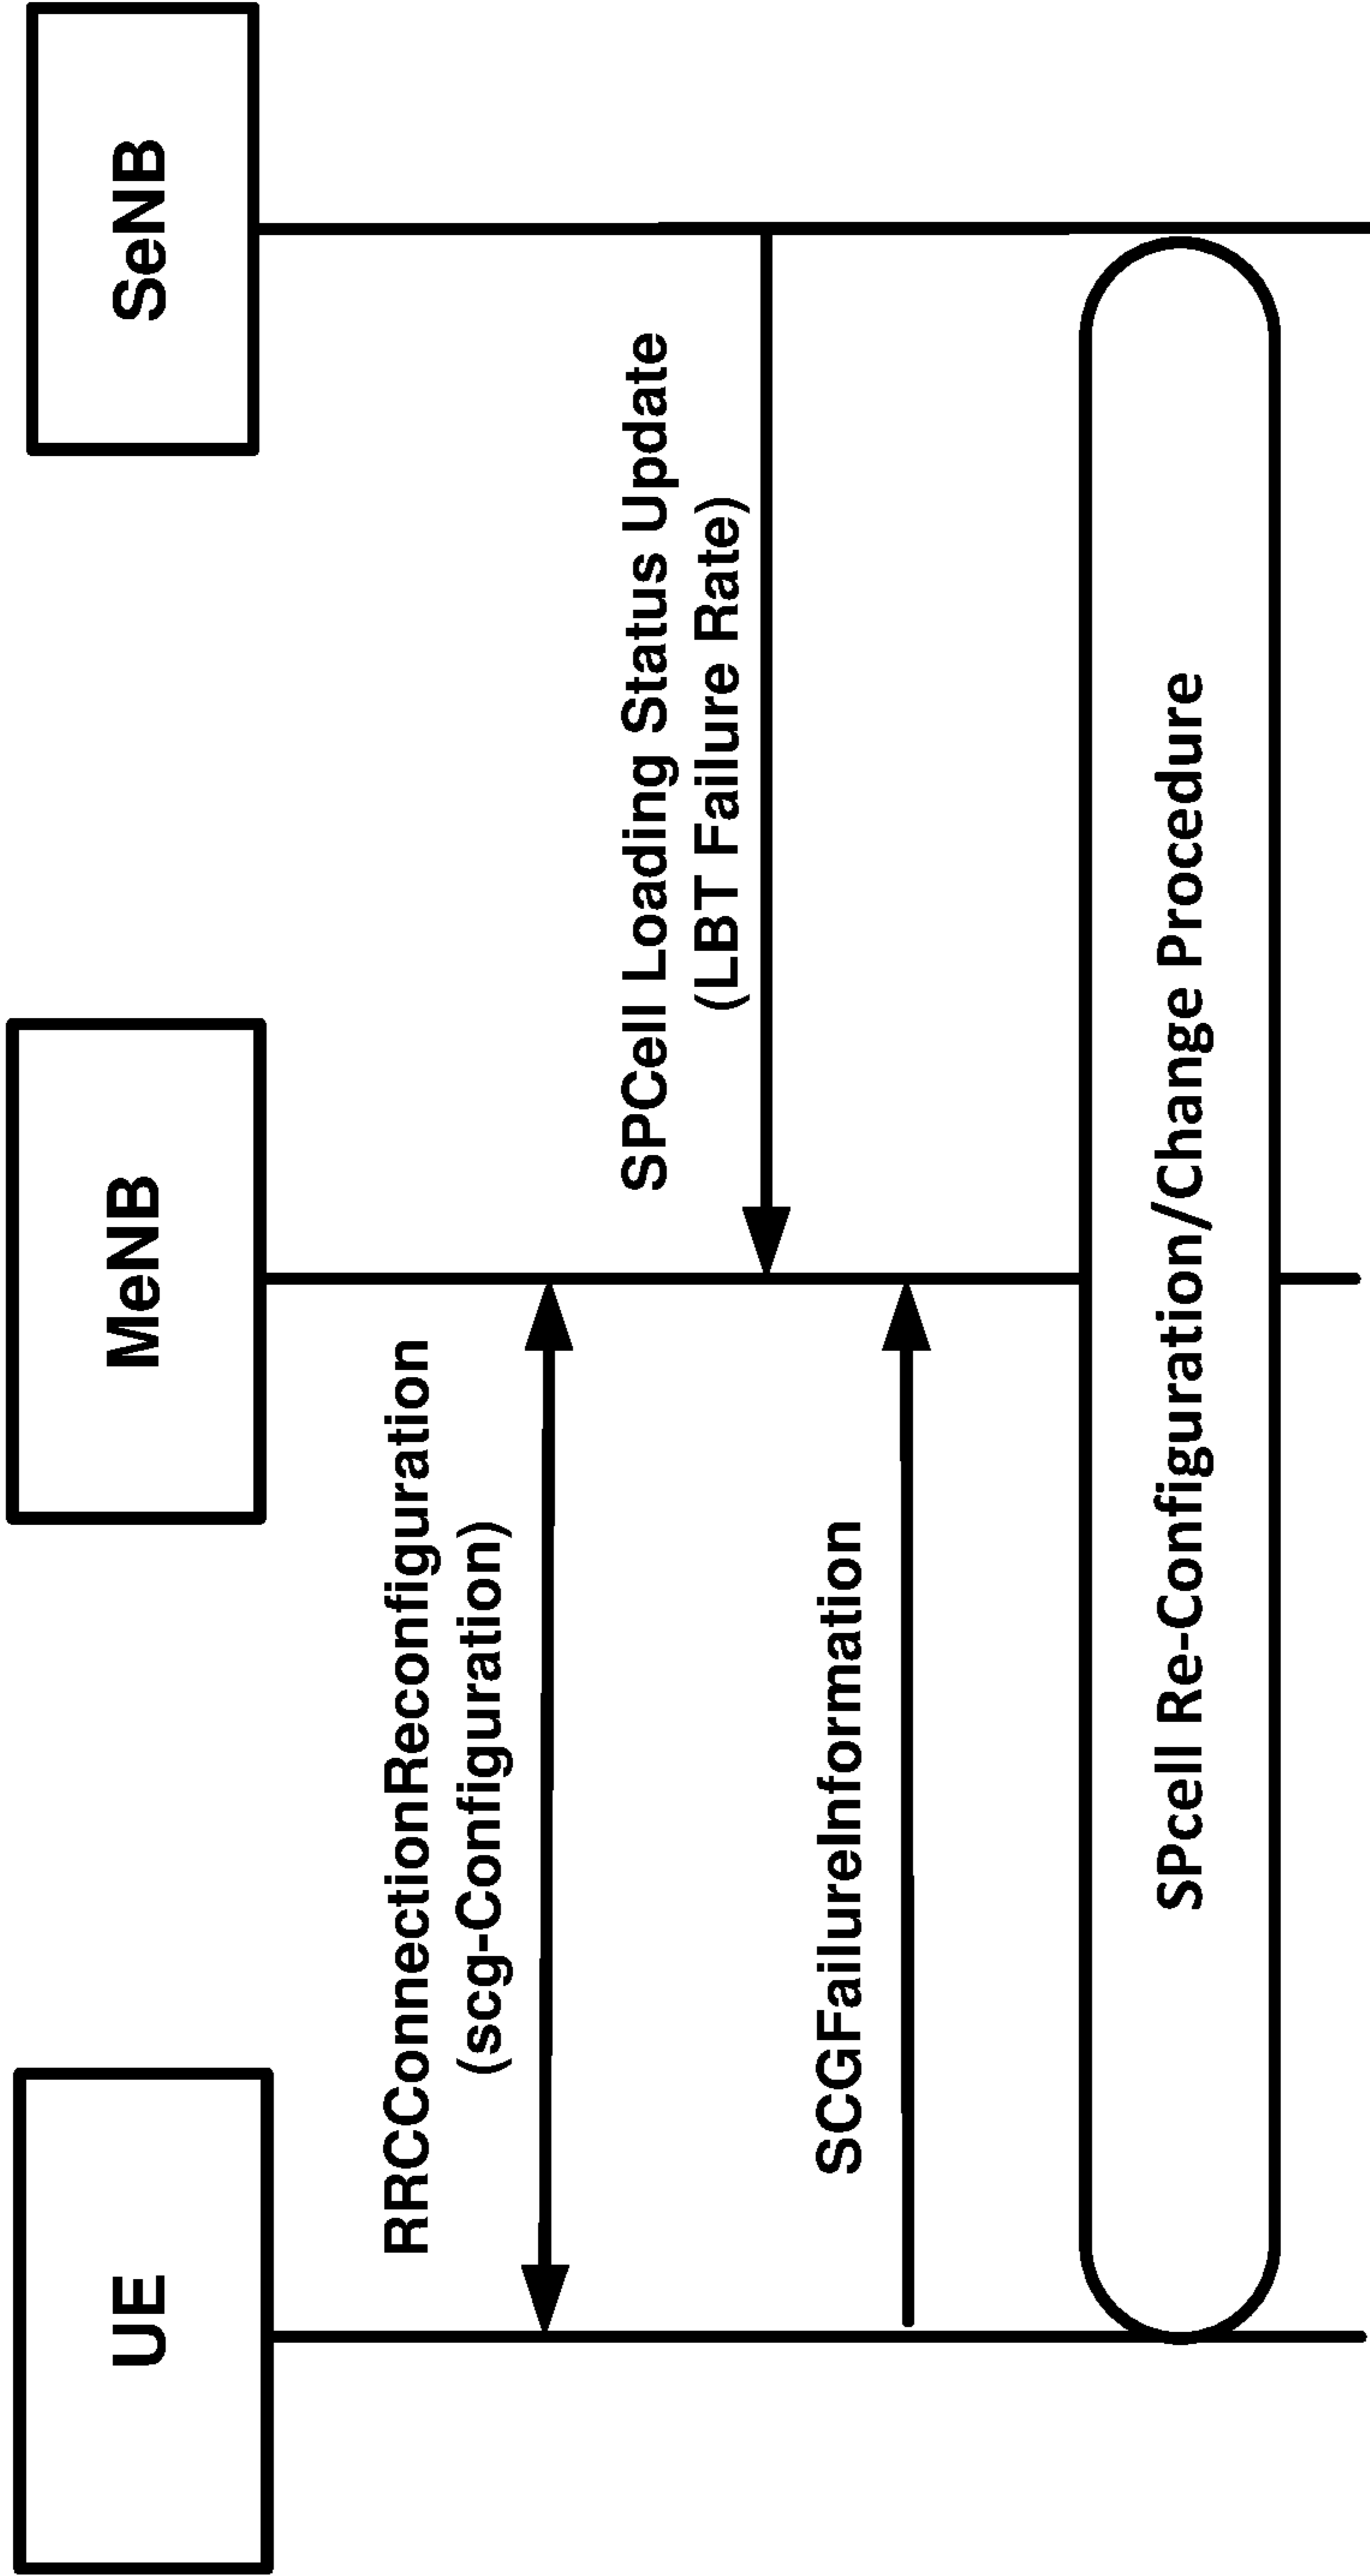 UE
MeNB
SeNB
RRCConnectionReconfiguration
(scg-Configuration)
SPCell Loading Status Update
(LBT Failure Rate)
SCGFailureInformation
SPcell Re-Configuration/Change Procedure